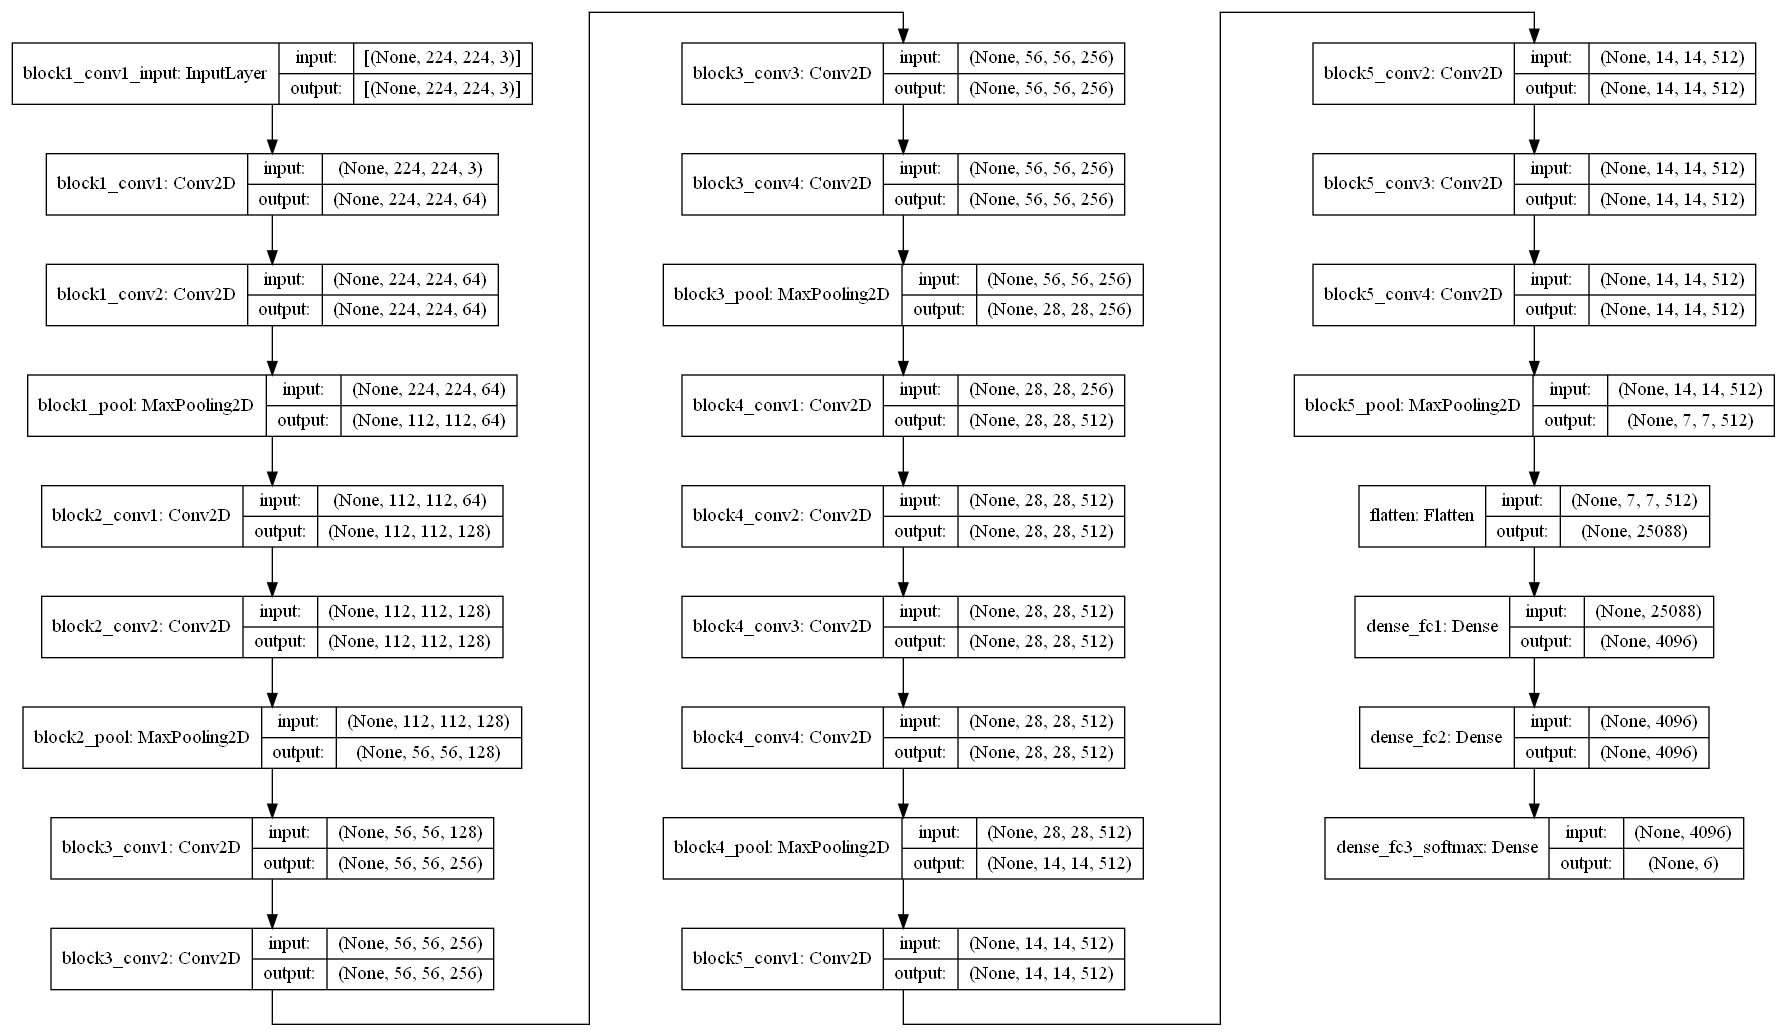 block1_conv1_input: InputLayer
input: [(None, 224, 224, 3)]
output: [(None, 224, 224, 3)]
block1_conv1: Conv2D
input: (None, 224, 224, 3)
output: (None, 224, 224, 64)
block1_conv2: Conv2D
input: (None, 224, 224, 64)
output: (None, 224, 224, 64)
block1_pool: MaxPooling2D
input: (None, 224, 224, 64)
output: (None, 112, 112, 64)
block2_conv1: Conv2D
input: (None, 112, 112, 64)
output: (None, 112, 112, 128)
block2_conv2: Conv2D
input: (None, 112, 112, 128)
output: (None, 112, 112, 128)
block2_pool: MaxPooling2D
input: (None, 112, 112, 128)
output: (None, 56, 56, 128)
block3_conv1: Conv2D
input: (None, 56, 56, 128)
output: (None, 56, 56, 256)
block3_conv2: Conv2D
input: (None, 56, 56, 256)
output: (None, 56, 56, 256)
block3_conv3: Conv2D
input: (None, 56, 56, 256)
output: (None, 56, 56, 256)
block3_conv4: Conv2D
input: (None, 56, 56, 256)
output: (None, 56, 56, 256)
block3_pool: MaxPooling2D
input: (None, 56, 56, 256)
output: (None, 28, 28, 256)
block4_conv1: Conv2D
input: (None, 28, 28, 256)
output: (None, 28, 28, 512)
block4_conv2: Conv2D
input: (None, 28, 28, 512)
output: (None, 28, 28, 512)
block4_conv3: Conv2D
input: (None, 28, 28, 512)
output: (None, 28, 28, 512)
block4_conv4: Conv2D
input: (None, 28, 28, 512)
output: (None, 28, 28, 512)
block4_pool: MaxPooling2D
input: (None, 28, 28, 512)
output: (None, 14, 14, 512)
block5_conv1: Conv2D
input: (None, 14, 14, 512)
output: (None, 14, 14, 512)
block5_conv2: Conv2D
input: (None, 14, 14, 512)
output: (None, 14, 14, 512)
block5_conv3: Conv2D
input: (None, 14, 14, 512)
output: (None, 14, 14, 512)
block5_conv4: Conv2D
input: (None, 14, 14, 512)
output: (None, 14, 14, 512)
block5_pool: MaxPooling2D
input: (None, 14, 14, 512)
output: (None, 7, 7, 512)
flatten: Flatten
input: (None, 7, 7, 512)
output: (None, 25088)
dense_fc1: Dense
input: (None, 25088)
output: (None, 4096)
dense_fc2: Dense
input: (None, 4096)
output: (None, 4096)
dense_fc3_softmax: Dense
input: (None, 4096)
output: (None, 6)